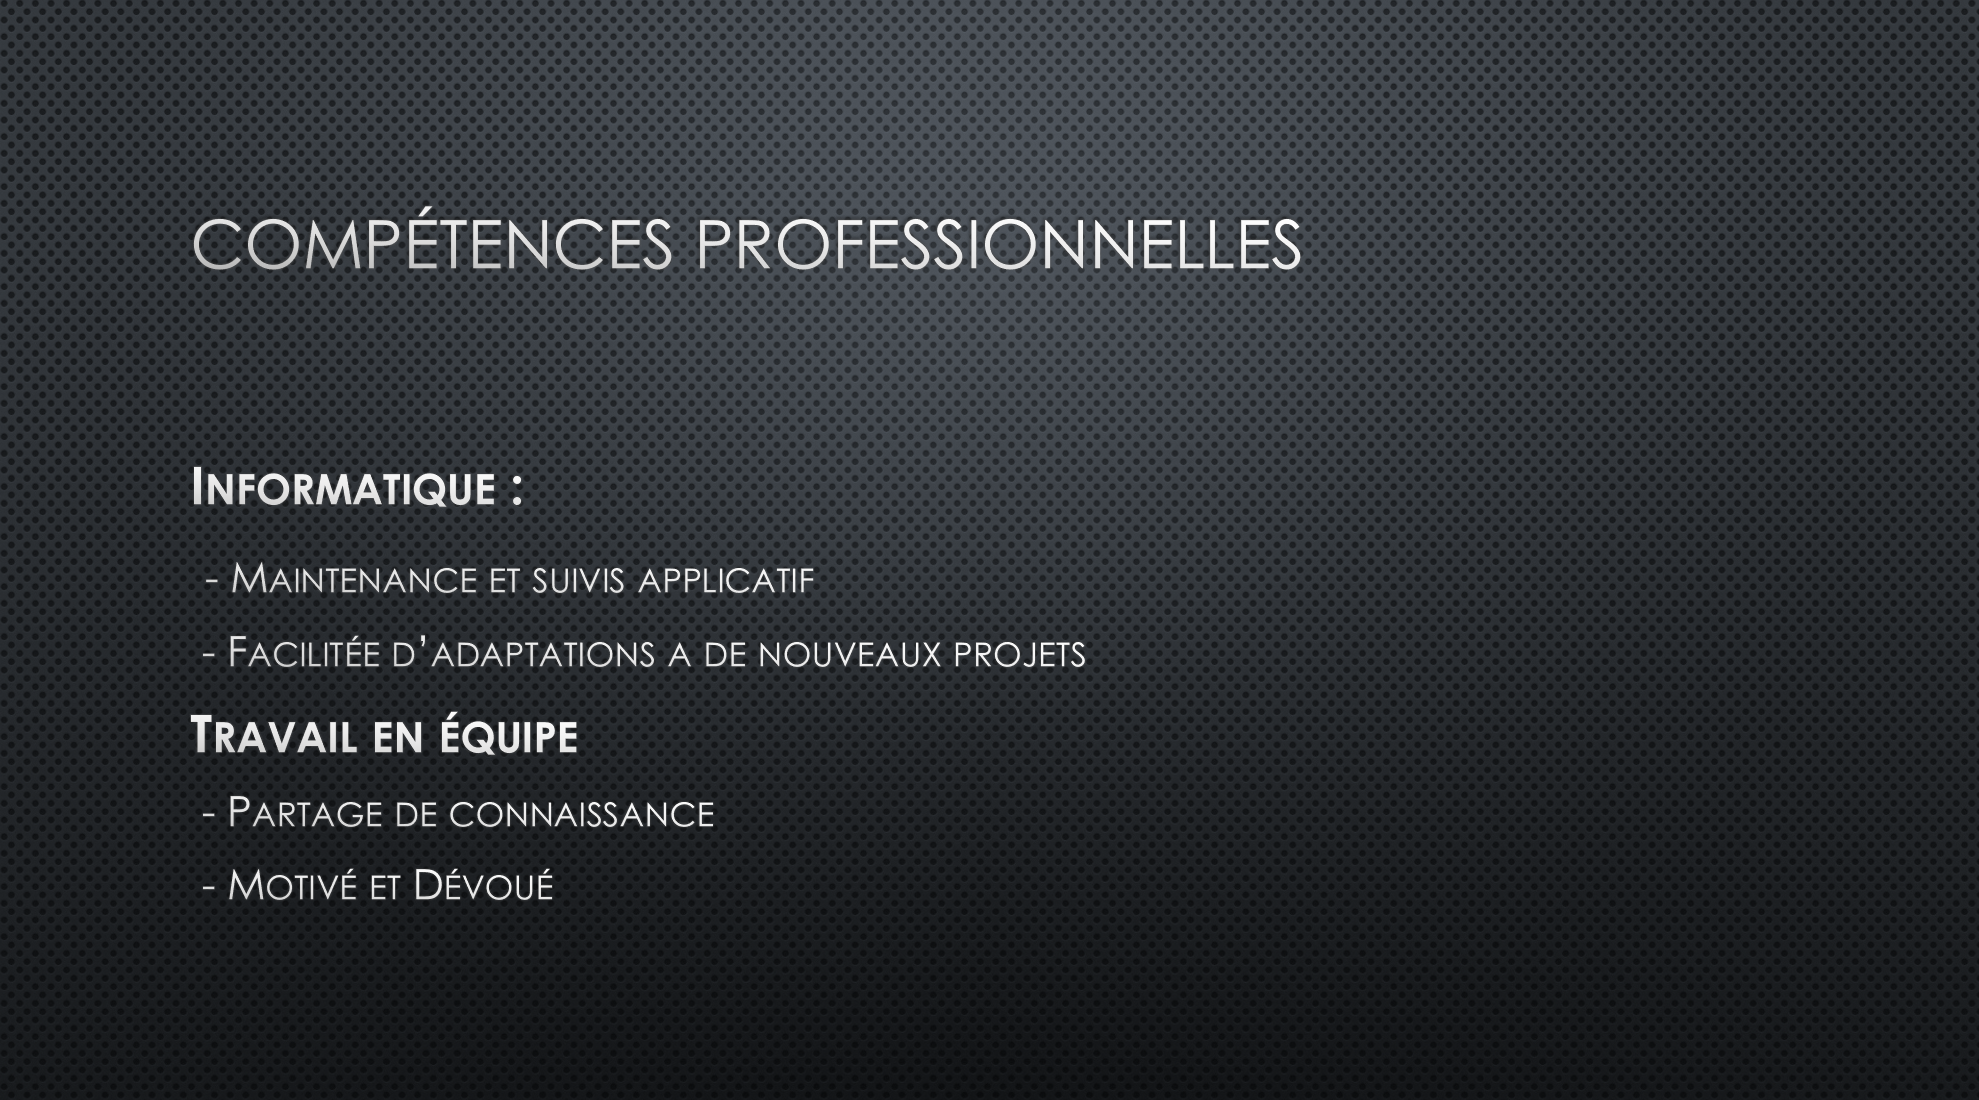 COMPÉTENCES PROFESSIONNELLES
Informatique :
- Maintenance et suivis applicatif
- Facilitée d’adaptations a de nouveaux projets
Travail en équipe
- Partage de connaissance
- Motivé et Dévoué